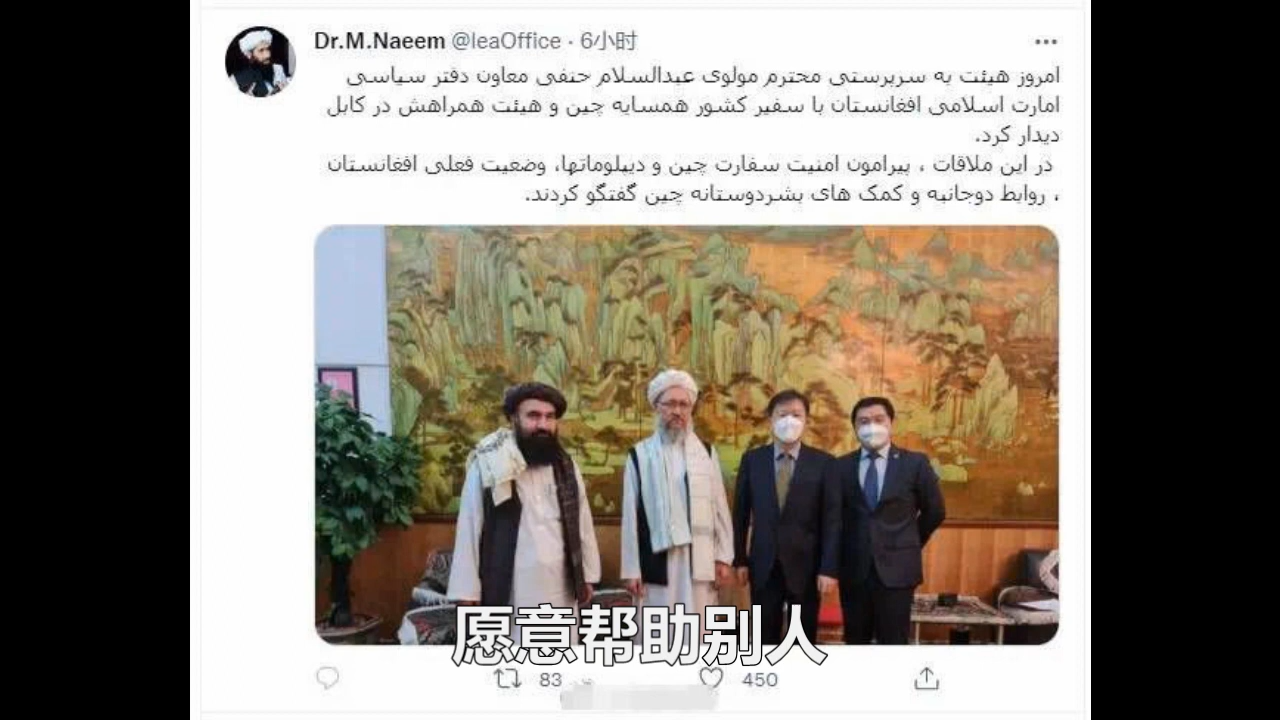 Dr.M.Naeem @IeaOffice · 6小时
امروز هیئت به سرپرستی محترم مولوی عبدالسلام حنفی معاون دفتر سیاسی
امارت اسلامی افغانستان با سفیر کشور همسایه چین و هیئت همراهش در کابل
دیدار کرد.
در این ملاقات ، پیرامون امنیت سفارت چین و دیپلوماتها، وضعیت فعلی افغانستان
، روابط دوجانبه و کمک های بشردوستانه چین گفتگو کردند.
愿意帮助别人
83
450